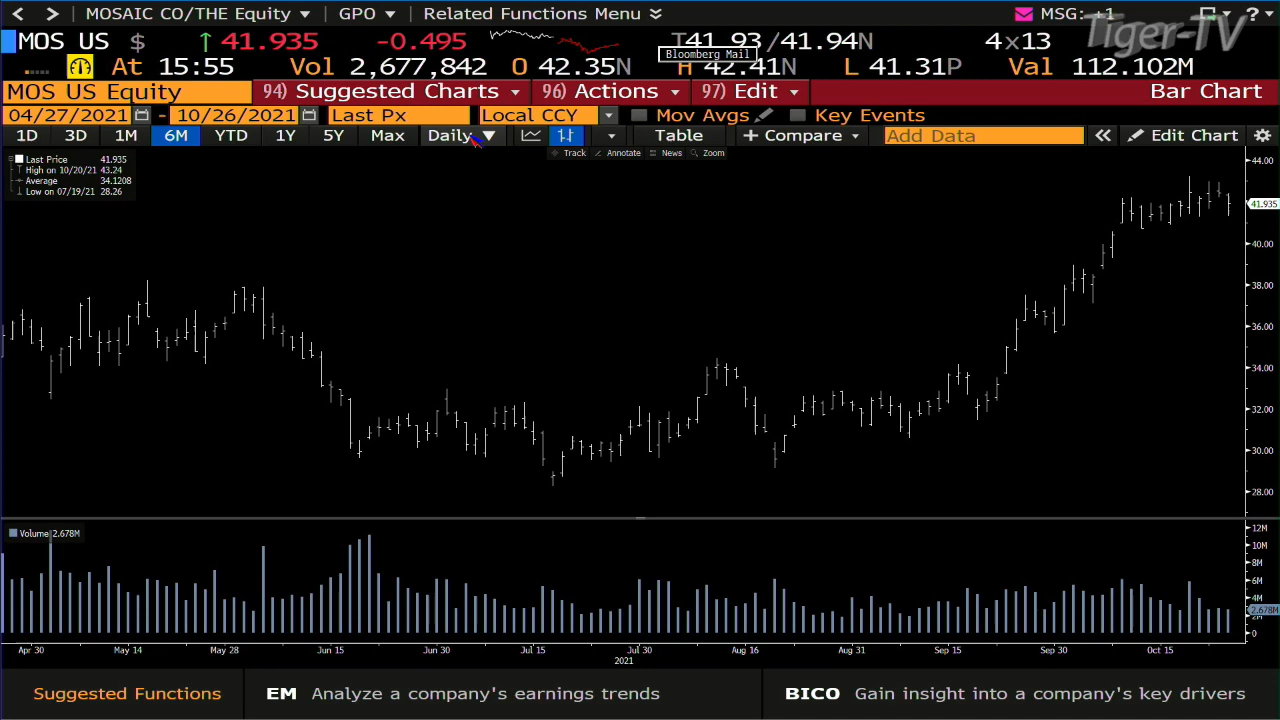 MOSAIC CO/THE Equity GPO Related Functions Menu MSG: +1 ?
Tiger-TV
MOS US $ ↑ 41.935 -0.495 T41.93/41.94N 4×13
Bloomberg Mail
At 15:55 Vol 2,677,842 O 42.35N H 42.41N L 41.31P Val 112.102M
MOS US Equity 94) Suggested Charts 96) Actions 97) Edit Bar Chart
04/27/2021 - 10/26/2021 Last Px Local CCY Mov Avgs Key Events
1D 3D 1M 6M YTD 1Y 5Y Max Daily Table + Compare Add Data Edit Chart
Track Annotate News Zoom
Last Price 41.935
High on 10/20/21 43.24
Average 34.1208
Low on 07/19/21 28.26
44.00
41.935
40.00
38.00
36.00
34.00
32.00
30.00
28.00
Volume 2.678M
12M
10M
8M
6M
4M
2.678M
2M
0
Apr 30 May 14 May 28 Jun 15 Jun 30 Jul 15 Jul 30 Aug 16 Aug 31 Sep 15 Sep 30 Oct 15
2021
Suggested Functions EM Analyze a company's earnings trends BICO Gain insight into a company's key drivers